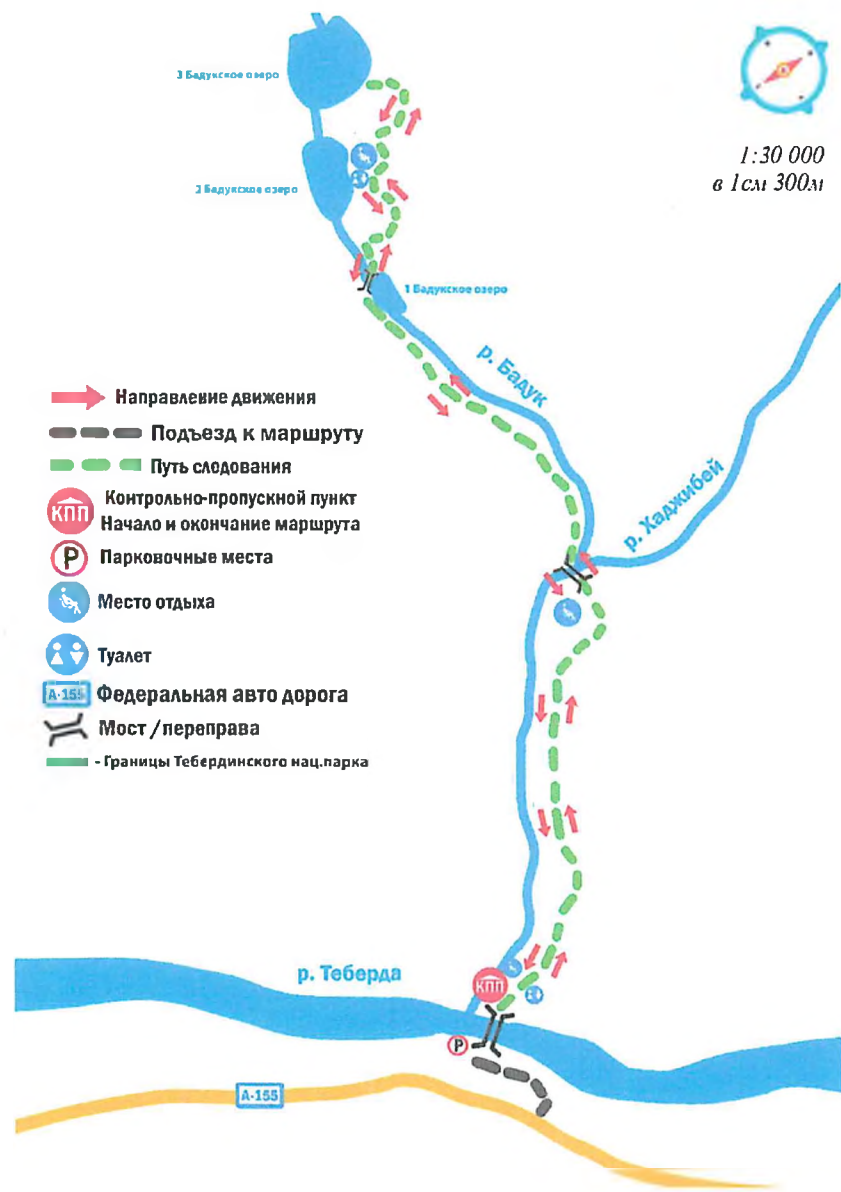 3 Бадукское озеро
1:30 000
в 1см 300м
2 Бадукское озеро
1 Бадукское озеро
р. Бадук
р. Хаджибей
Направление движения
Подъезд к маршруту
Путь следования
КПП
Контрольно-пропускной пункт
Начало и окончание маршрута
P
Парковочные места
Место отдыха
Туалет
А-155
Федеральная авто дорога
Мост / переправа
- Границы Тебердинского нац.парка
р. Теберда
КПП
P
А-155